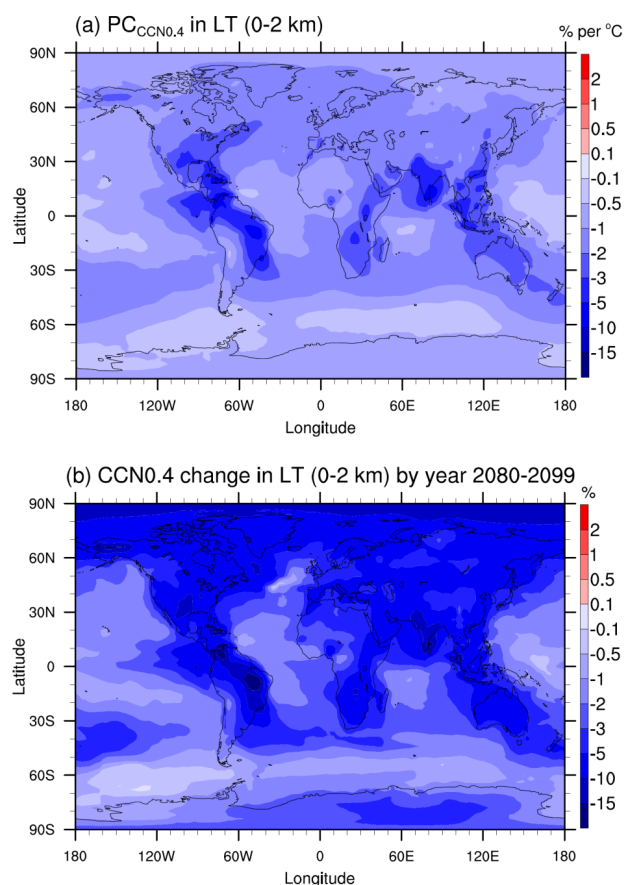 (a) PCCCN0.4 in LT (0-2 km)
% per °C
90N
60N
30N
0
30S
60S
90S
Latitude
180 120W 60W 0 60E 120E 180
Longitude
2
1
0.5
0.1
-0.1
-0.5
-1
-2
-3
-5
-10
-15
(b) CCN0.4 change in LT (0-2 km) by year 2080-2099
%
90N
60N
30N
0
30S
60S
90S
Latitude
180 120W 60W 0 60E 120E 180
Longitude
2
1
0.5
0.1
-0.1
-0.5
-1
-2
-3
-5
-10
-15